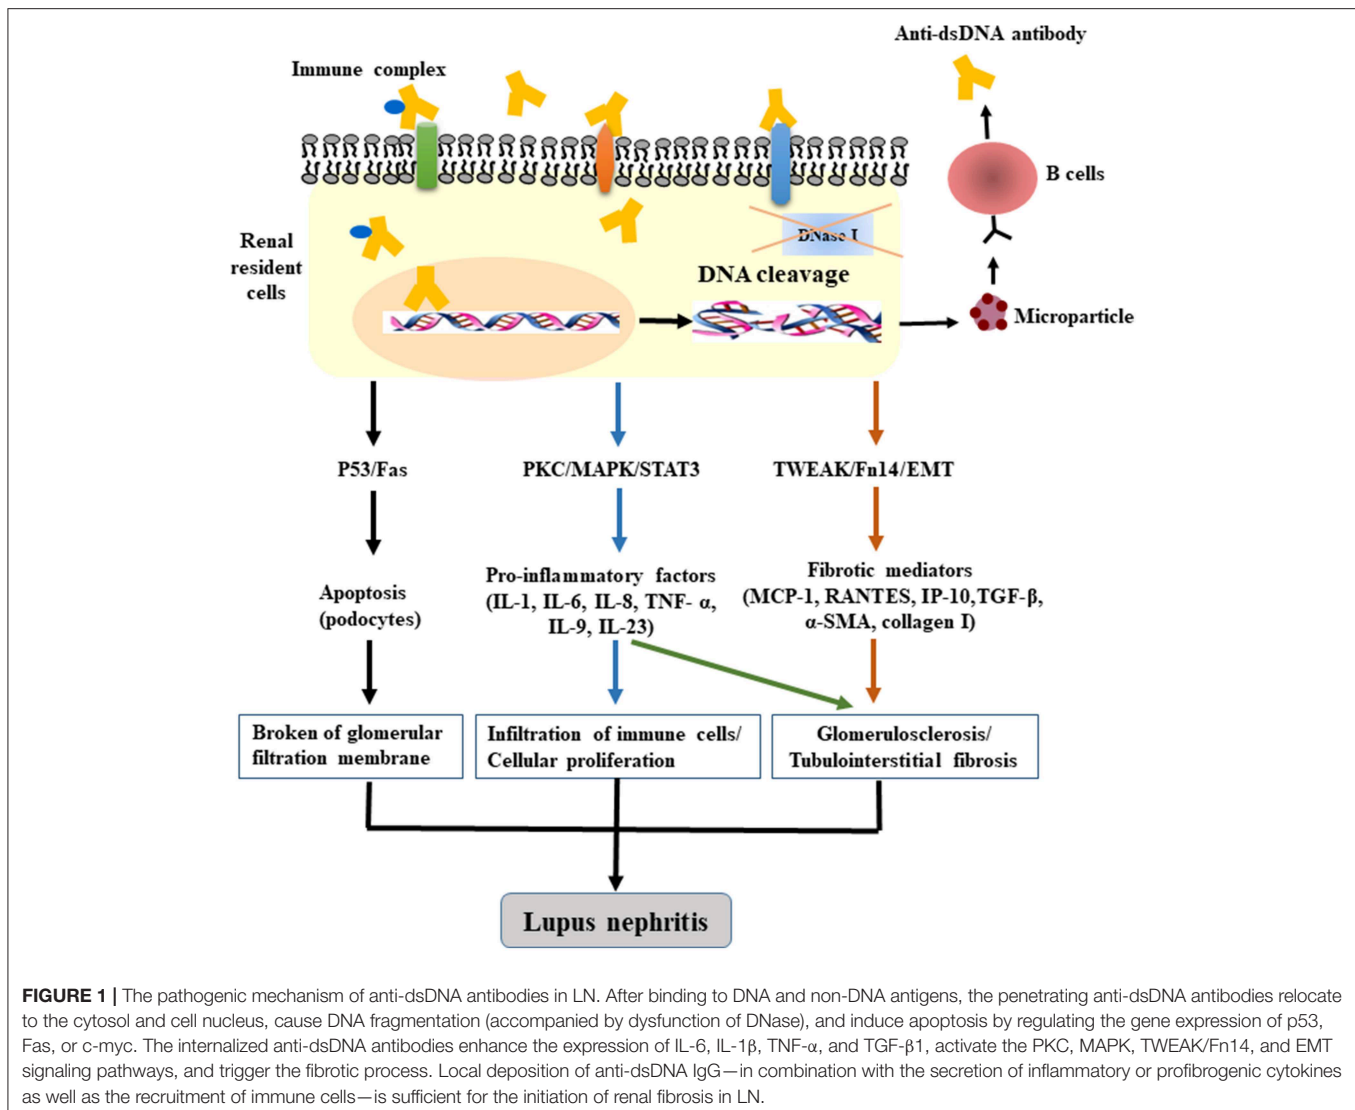 Anti-dsDNA antibody
Immune complex
B cells
DNase I
Renal
resident
cells
DNA cleavage
Microparticle
P53/Fas
PKC/MAPK/STAT3
TWEAK/Fn14/EMT
Apoptosis
(podocytes)
Pro-inflammatory factors
(IL-1, IL-6, IL-8, TNF- α,
IL-9, IL-23)
Fibrotic mediators
(MCP-1, RANTES, IP-10,TGF-β,
α-SMA, collagen I)
Broken of glomerular
filtration membrane
Infiltration of immune cells/
Cellular proliferation
Glomerulosclerosis/
Tubulointerstitial fibrosis
Lupus nephritis
FIGURE 1 | The pathogenic mechanism of anti-dsDNA antibodies in LN. After binding to DNA and non-DNA antigens, the penetrating anti-dsDNA antibodies relocate
to the cytosol and cell nucleus, cause DNA fragmentation (accompanied by dysfunction of DNase), and induce apoptosis by regulating the gene expression of p53,
Fas, or c-myc. The internalized anti-dsDNA antibodies enhance the expression of IL-6, IL-1β, TNF-α, and TGF-β1, activate the PKC, MAPK, TWEAK/Fn14, and EMT
signaling pathways, and trigger the fibrotic process. Local deposition of anti-dsDNA IgG—in combination with the secretion of inflammatory or profibrogenic cytokines
as well as the recruitment of immune cells—is sufficient for the initiation of renal fibrosis in LN.